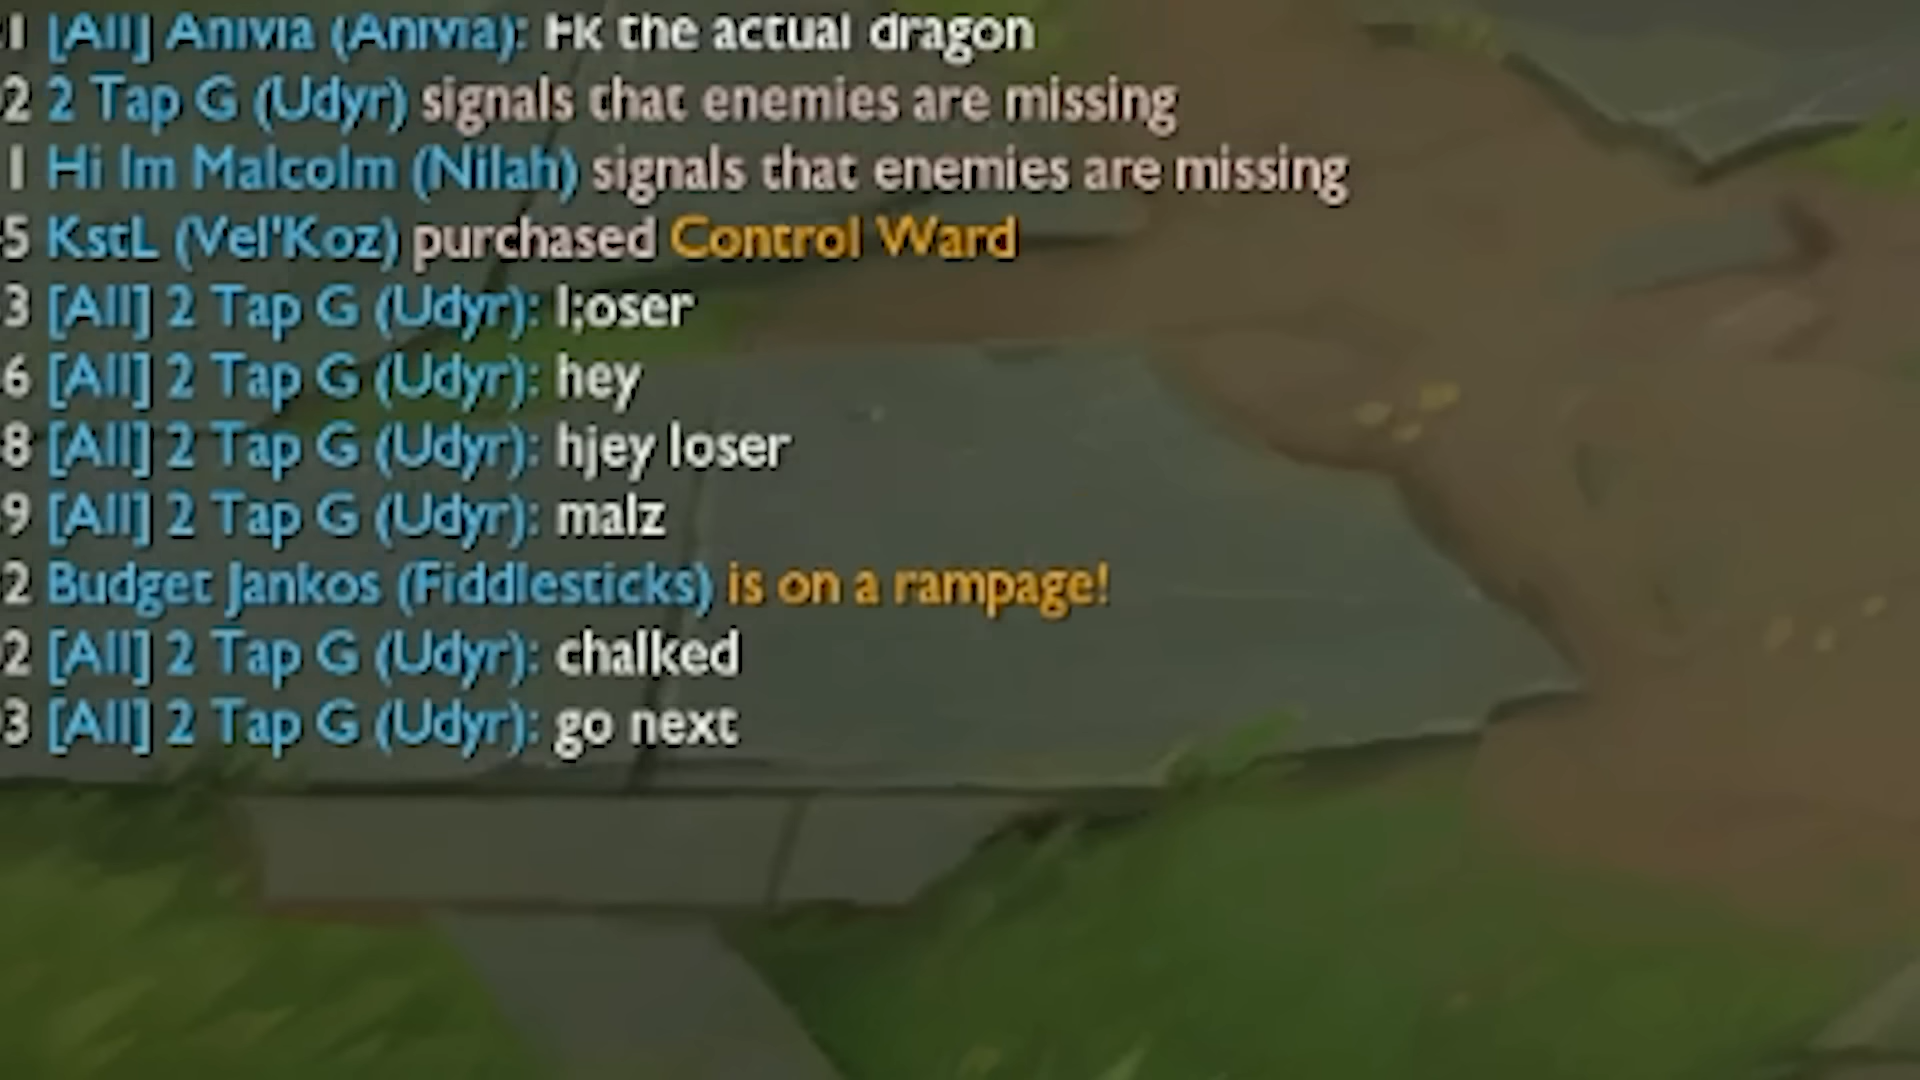 1 [All] Anivia (Anivia): Fk the actual dragon
2 2 Tap G (Udyr) signals that enemies are missing
1 Hi Im Malcolm (Nilah) signals that enemies are missing
5 KstL (Vel'Koz) purchased Control Ward
3 [All] 2 Tap G (Udyr): l;oser
6 [All] 2 Tap G (Udyr): hey
8 [All] 2 Tap G (Udyr): hjey loser
9 [All] 2 Tap G (Udyr): malz
2 Budget Jankos (Fiddlesticks) is on a rampage!
2 [All] 2 Tap G (Udyr): chalked
3 [All] 2 Tap G (Udyr): go next